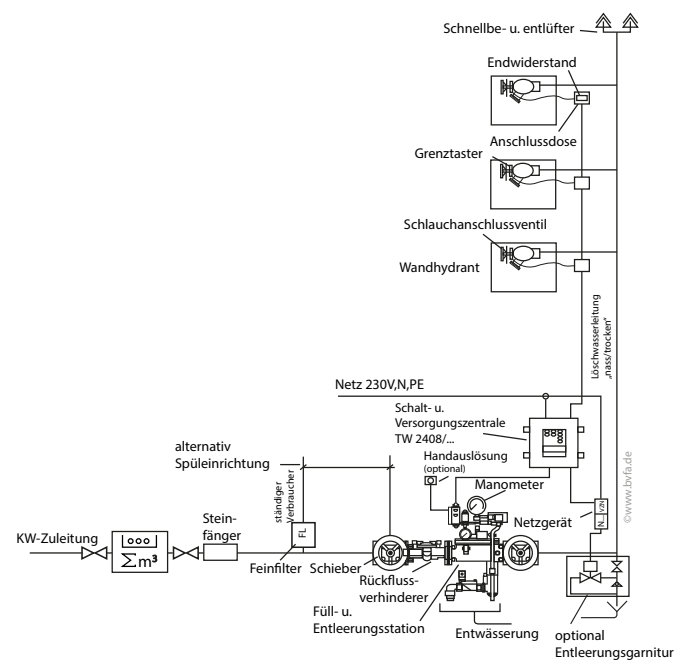 Schnellbe- u. entlüfter
Endwiderstand
Anschlussdose
Grenztaster
Schlauchanschlussventil
Wandhydrant
Löschwasserleitung
„nass/trocken“
Netz 230V,N,PE
Schalt- u.
Versorgungszentrale
TW 2408/...
Handauslösung
(optional)
Manometer
alternativ
Spüleinrichtung
ständiger
Verbraucher
©www.bvfa.de
Netzgerät
KW-Zuleitung
ooo
∑m³
Stein-
fänger
FL
Feinfilter
Schieber
Rückfluss-
verhinderer
Füll- u.
Entleerungsstation
Entwässerung
optional
Entleerungsgarnitur